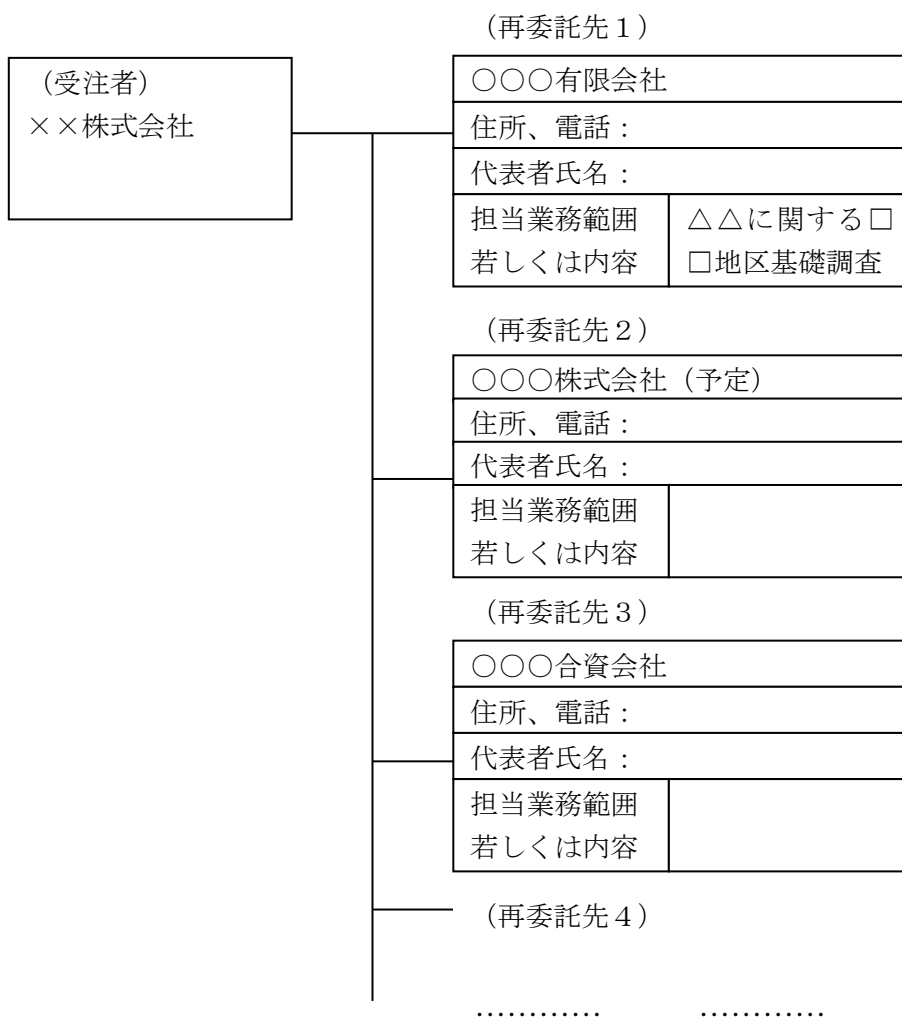 （受注者）
××株式会社
（再委託先１）
○○○有限会社
住所、電話：
代表者氏名：
担当業務範囲
若しくは内容
△△に関する□
□地区基礎調査
（再委託先２）
○○○株式会社（予定）
住所、電話：
代表者氏名：
担当業務範囲
若しくは内容
（再委託先３）
○○○合資会社
住所、電話：
代表者氏名：
担当業務範囲
若しくは内容
（再委託先４）
………… …………